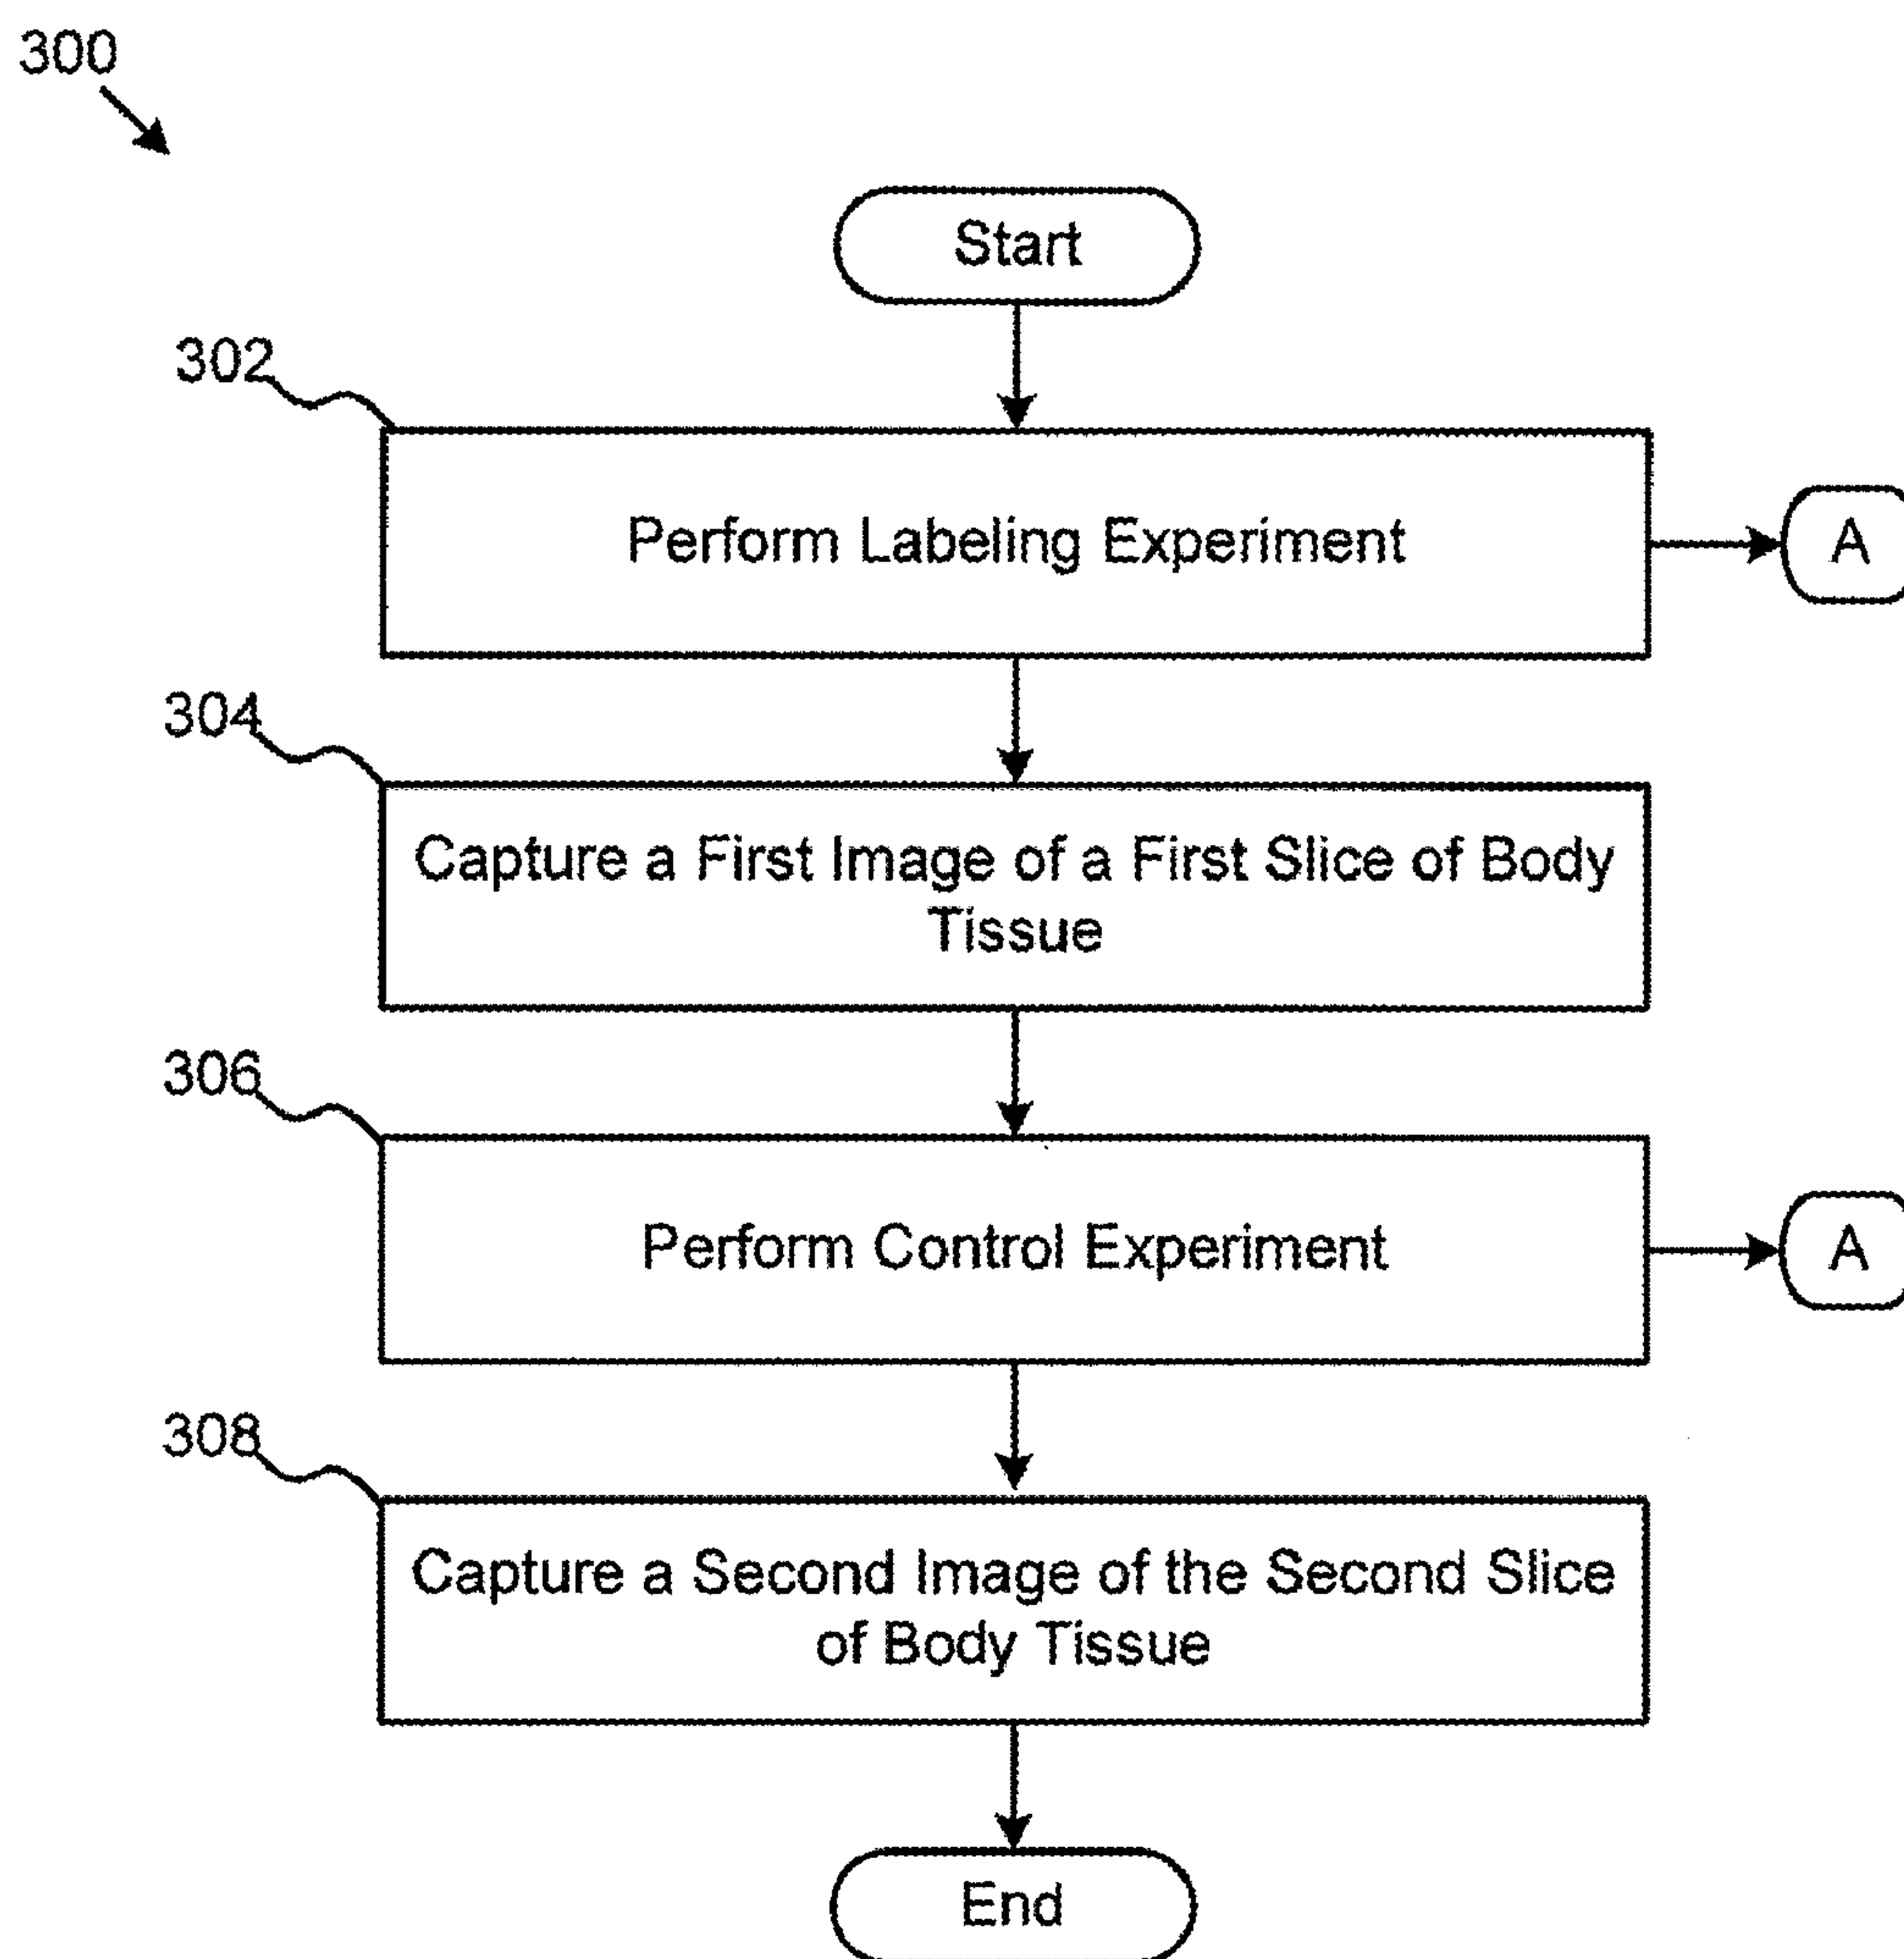 300
Start
302
Perform Labeling Experiment
A
304
Capture a First Image of a First Slice of Body
Tissue
306
Perform Control Experiment
A
308
Capture a Second Image of the Second Slice
of Body Tissue
End